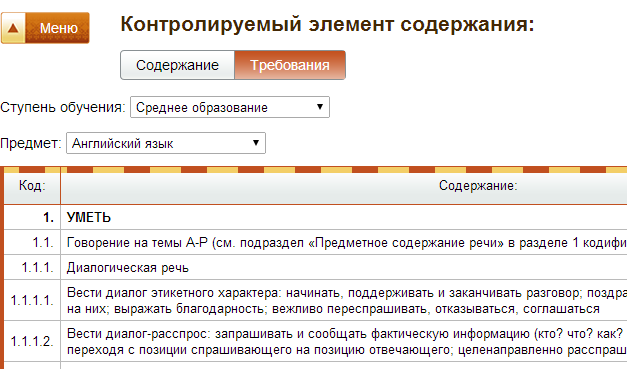 Меню
Контролируемый элемент содержания:
Содержание Требования
Ступень обучения: Среднее образование
Предмет: Английский язык
Код: Содержание:
1. УМЕТЬ
1.1. Говорение на темы А-Р (см. подраздел «Предметное содержание речи» в разделе 1 кодифи
1.1.1. Диалогическая речь
1.1.1.1. Вести диалог этикетного характера: начинать, поддерживать и заканчивать разговор; поздра
на них; выражать благодарность; вежливо переспрашивать, отказываться, соглашаться
1.1.1.2. Вести диалог-расспрос: запрашивать и сообщать фактическую информацию (кто? что? как?
переходя с позиции спрашивающего на позицию отвечающего; целенаправленно расспраш